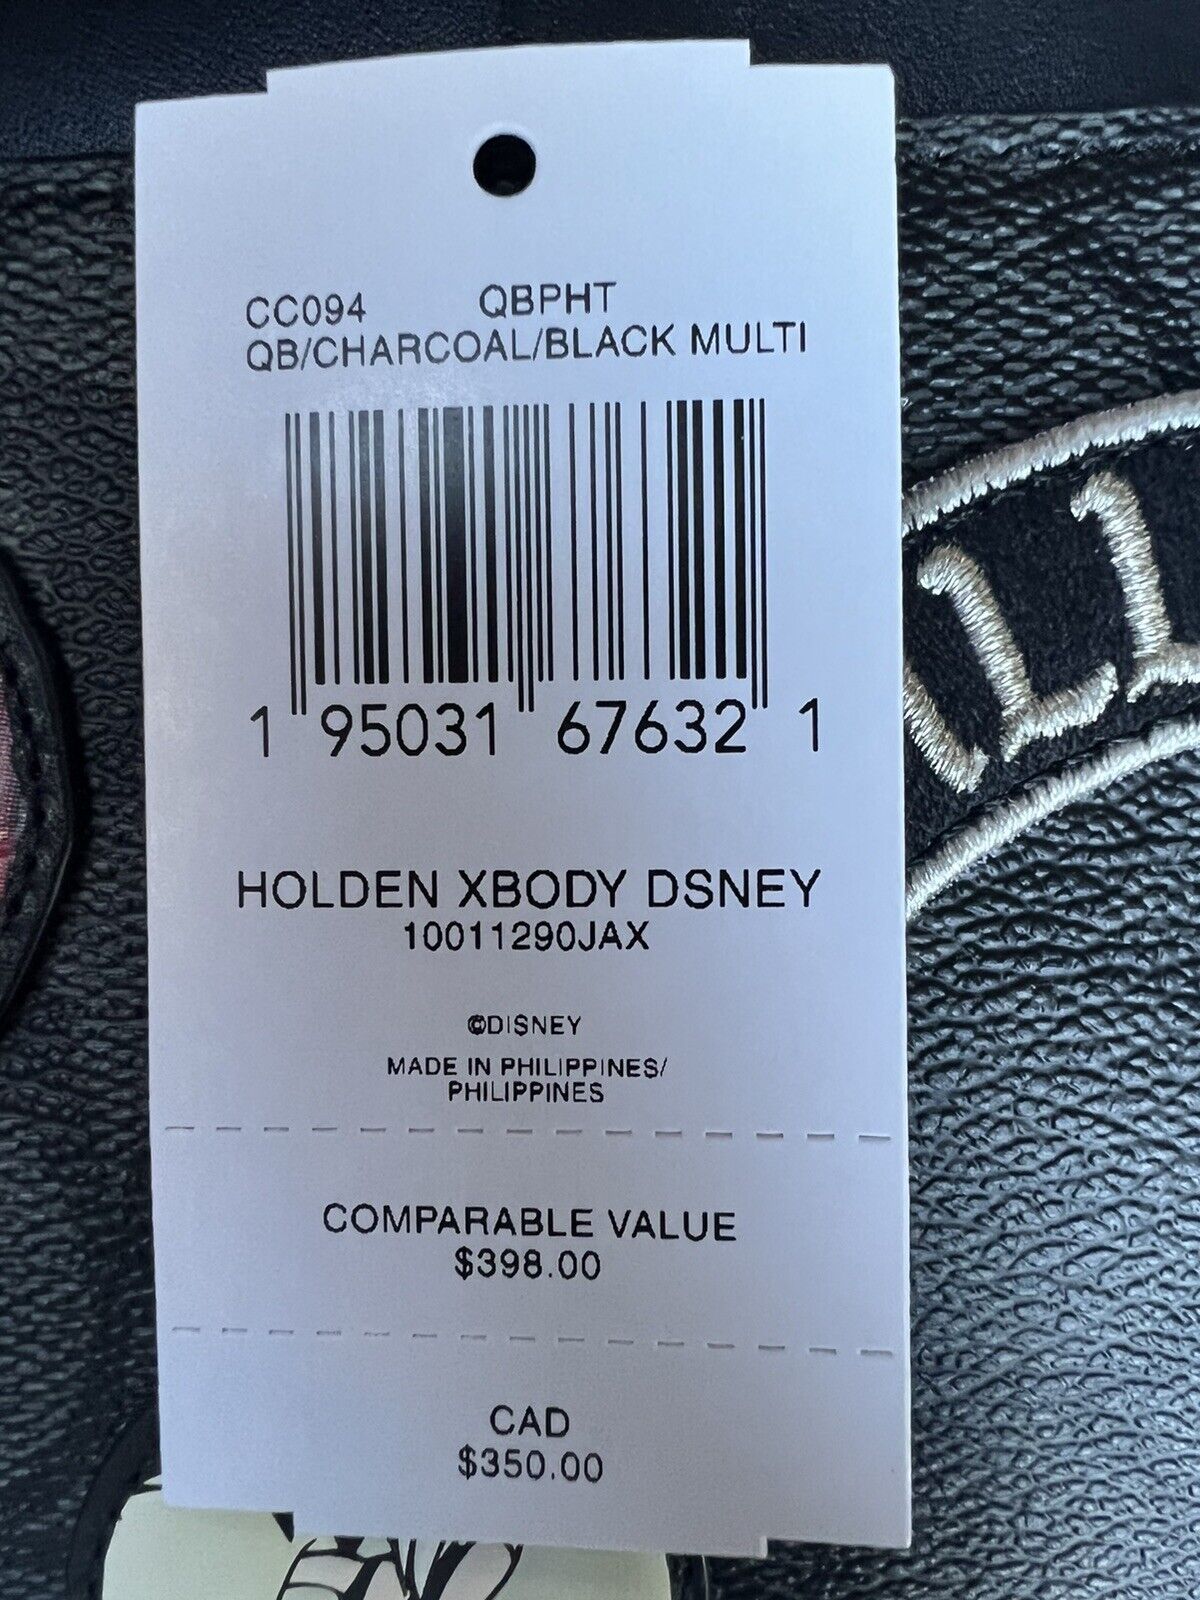 CC094 QBPHT
QB/CHARCOAL/BLACK MULTI
1 95031 67632 1
HOLDEN XBODY DSNEY
10011290JAX
©DISNEY
MADE IN PHILIPPINES/
PHILIPPINES
COMPARABLE VALUE
$398.00
CAD
$350.00